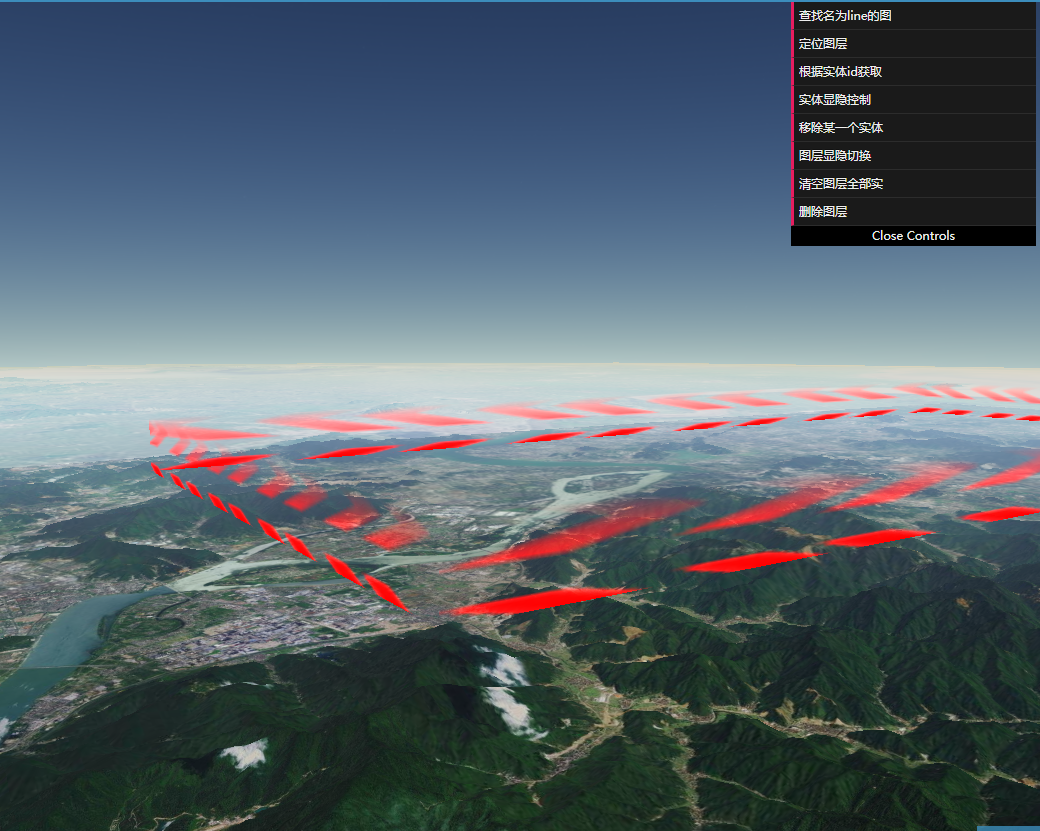 查找名为line的图
定位图层
根据实体id获取
实体显隐控制
移除某一个实体
图层显隐切换
清空图层全部实
删除图层
Close Controls